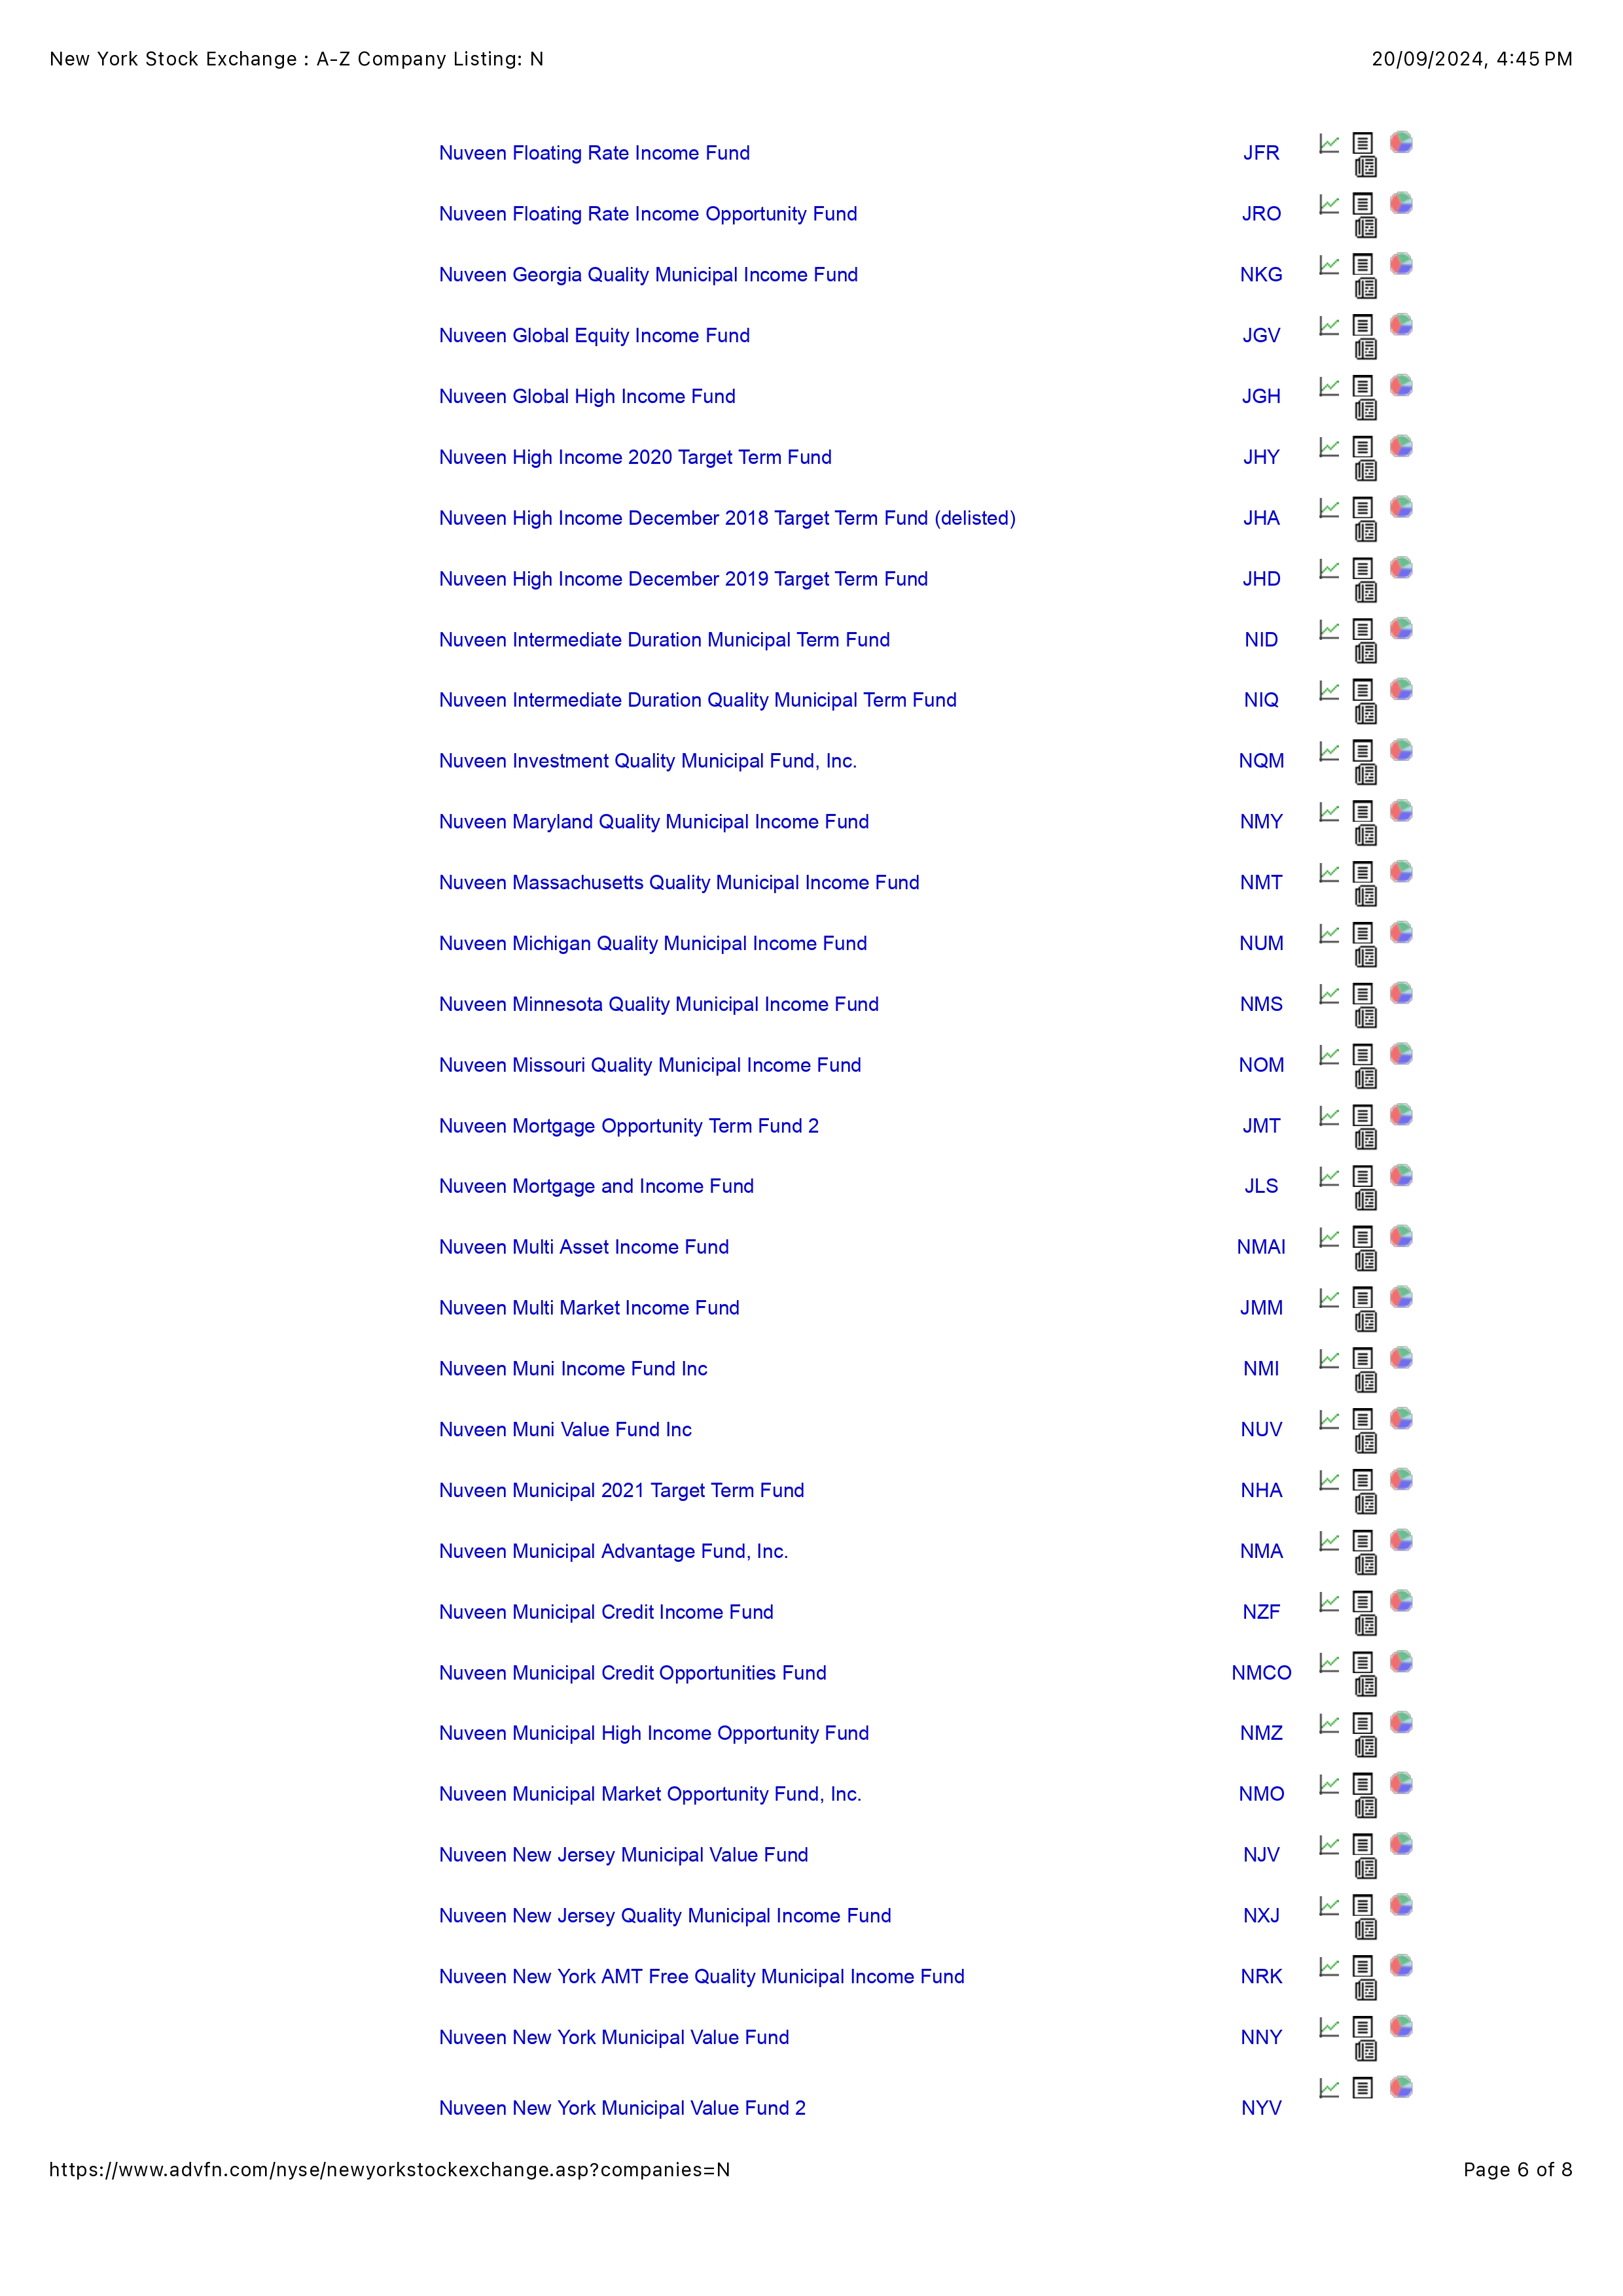 New York Stock Exchange : A-Z Company Listing: N 20/09/2024, 4:45 PM
Nuveen Floating Rate Income Fund JFR
Nuveen Floating Rate Income Opportunity Fund JRO
Nuveen Georgia Quality Municipal Income Fund NKG
Nuveen Global Equity Income Fund JGV
Nuveen Global High Income Fund JGH
Nuveen High Income 2020 Target Term Fund JHY
Nuveen High Income December 2018 Target Term Fund (delisted) JHA
Nuveen High Income December 2019 Target Term Fund JHD
Nuveen Intermediate Duration Municipal Term Fund NID
Nuveen Intermediate Duration Quality Municipal Term Fund NIQ
Nuveen Investment Quality Municipal Fund, Inc. NQM
Nuveen Maryland Quality Municipal Income Fund NMY
Nuveen Massachusetts Quality Municipal Income Fund NMT
Nuveen Michigan Quality Municipal Income Fund NUM
Nuveen Minnesota Quality Municipal Income Fund NMS
Nuveen Missouri Quality Municipal Income Fund NOM
Nuveen Mortgage Opportunity Term Fund 2 JMT
Nuveen Mortgage and Income Fund JLS
Nuveen Multi Asset Income Fund NMAI
Nuveen Multi Market Income Fund JMM
Nuveen Muni Income Fund Inc NMI
Nuveen Muni Value Fund Inc NUV
Nuveen Municipal 2021 Target Term Fund NHA
Nuveen Municipal Advantage Fund, Inc. NMA
Nuveen Municipal Credit Income Fund NZF
Nuveen Municipal Credit Opportunities Fund NMCO
Nuveen Municipal High Income Opportunity Fund NMZ
Nuveen Municipal Market Opportunity Fund, Inc. NMO
Nuveen New Jersey Municipal Value Fund NJV
Nuveen New Jersey Quality Municipal Income Fund NXJ
Nuveen New York AMT Free Quality Municipal Income Fund NRK
Nuveen New York Municipal Value Fund NNY
Nuveen New York Municipal Value Fund 2 NYV
https://www.advfn.com/nyse/newyorkstockexchange.asp?companies=N Page 6 of 8